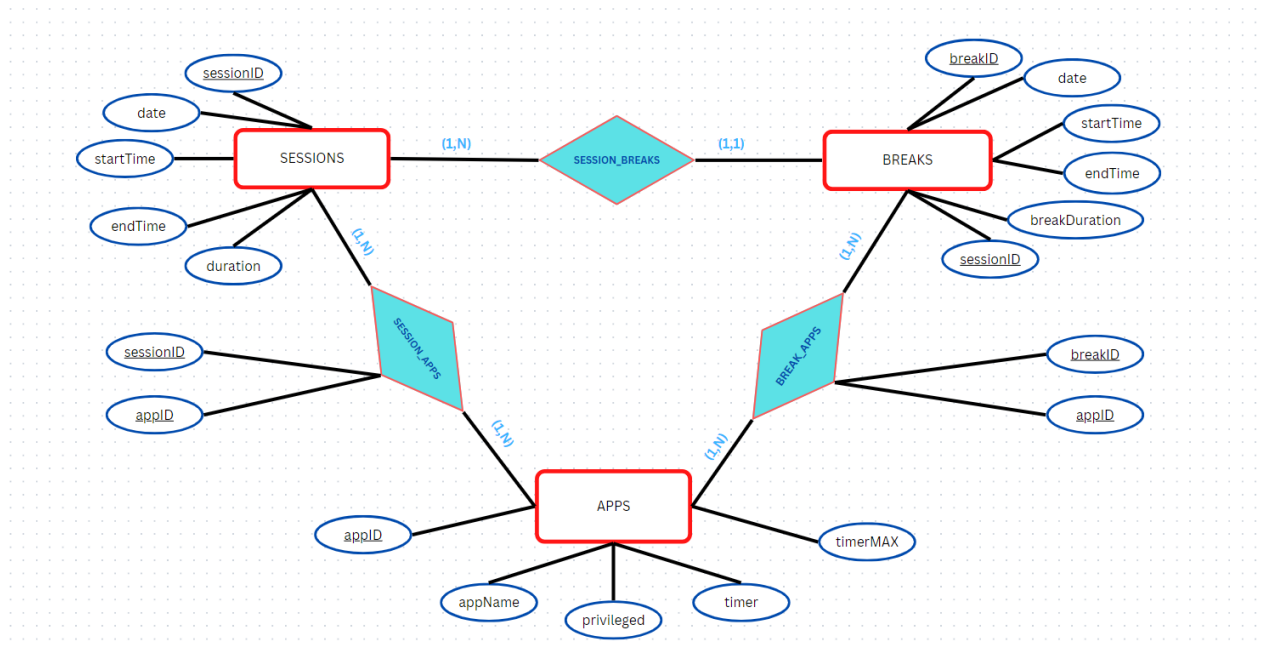 sessionID
date
startTime
endTime
duration
SESSIONS
(1,N)
SESSION_BREAKS
(1,1)
BREAKS
breakID
date
startTime
endTime
breakDuration
sessionID
(1,N)
SESSION_APPS
(1,N)
sessionID
appID
(1,N)
BREAK_APPS
(1,N)
breakID
appID
APPS
appID
appName
privileged
timer
timerMAX